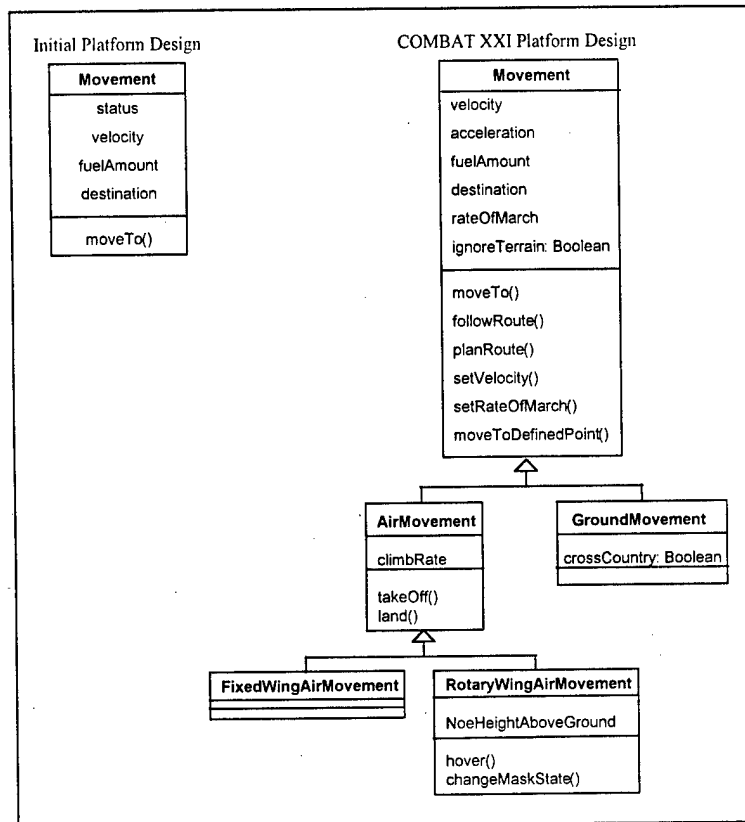 Initial Platform Design
Movement
status
velocity
fuelAmount
destination
moveTo()
COMBAT XXI Platform Design
Movement
velocity
acceleration
fuelAmount
destination
rateOfMarch
ignoreTerrain: Boolean
moveTo()
followRoute()
planRoute()
setVelocity()
setRateOfMarch()
moveToDefinedPoint()
AirMovement
climbRate
takeOff()
land()
GroundMovement
crossCountry: Boolean
FixedWingAirMovement
RotaryWingAirMovement
NoeHeightAboveGround
hover()
changeMaskState()